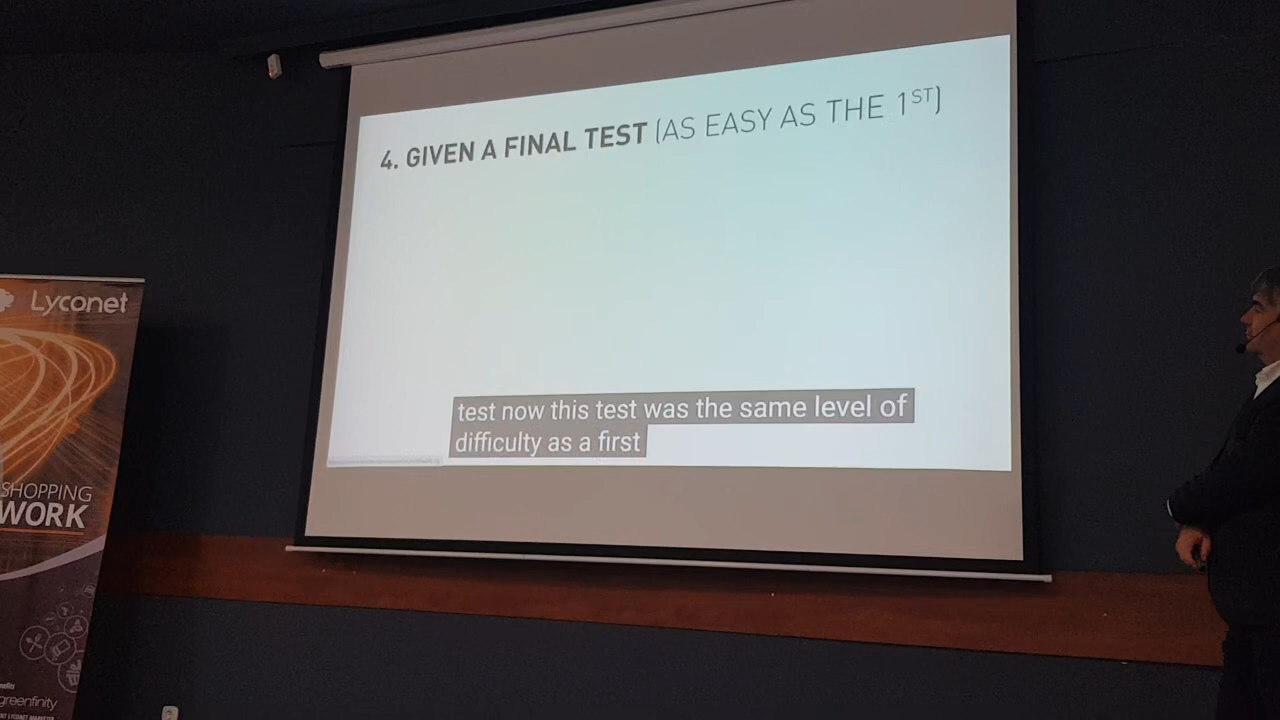 4. GIVEN A FINAL TEST (AS EASY AS THE 1ST)
test now this test was the same level of
difficulty as a first
Lyconet
SHOPPING
WORK
greenfinity